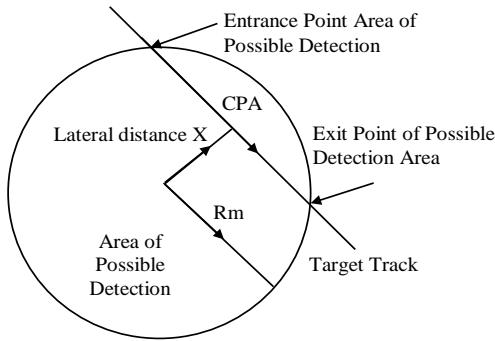 Entrance Point Area of
Possible Detection
CPA
Lateral distance X
Exit Point of Possible
Detection Area
Rm
Area of
Possible
Detection
Target Track